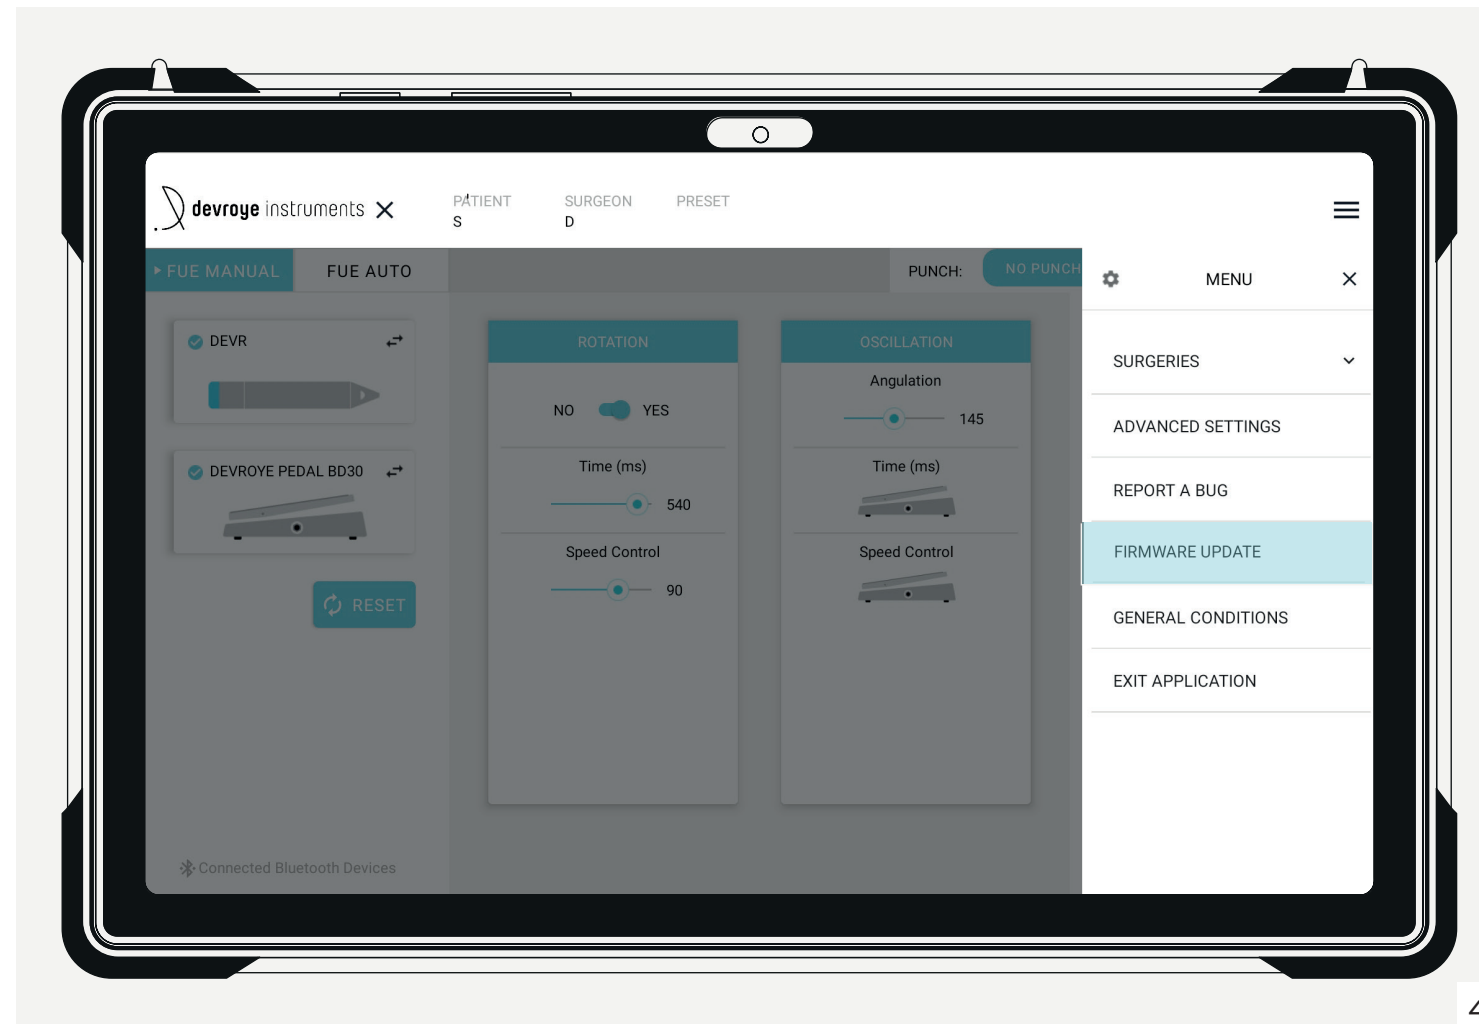 devroye instruments
PATIENT
S
SURGEON
D
PRESET
FUE MANUAL
FUE AUTO
PUNCH:
NO PUNCH
DEVR
DEVROYE PEDAL BD30
RESET
Connected Bluetooth Devices
ROTATION
NO YES
Time (ms)
540
Speed Control
90
OSCILLATION
Angulation
145
Time (ms)
Speed Control
MENU
SURGERIES
ADVANCED SETTINGS
REPORT A BUG
FIRMWARE UPDATE
GENERAL CONDITIONS
EXIT APPLICATION